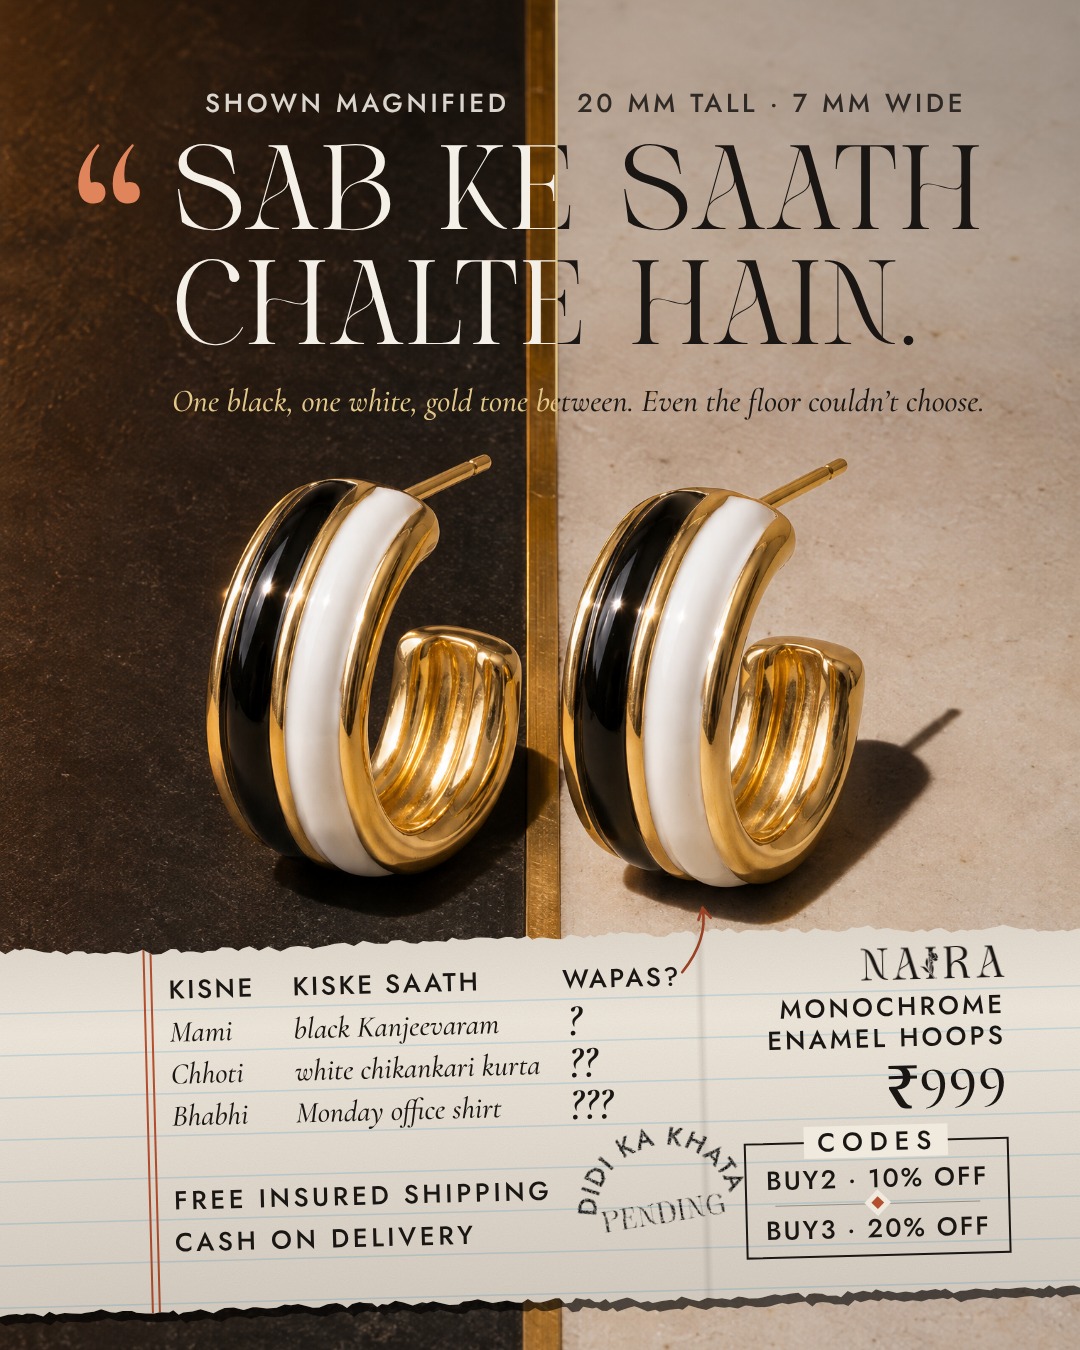 SHOWN MAGNIFIED
20 MM TALL · 7 MM WIDE
“SAB KE SAATH
CHALTE HAIN.
One black, one white, gold tone between. Even the floor couldn’t choose.
KISNE KISKE SAATH WAPAS?
Mami black Kanjeevaram ?
Chhoti white chikankari kurta ??
Bhabhi Monday office shirt ???
FREE INSURED SHIPPING
CASH ON DELIVERY
DIDI KA KHATA
PENDING
NAIRA
MONOCHROME
ENAMEL HOOPS
₹999
CODES
BUY2 · 10% OFF
BUY3 · 20% OFF